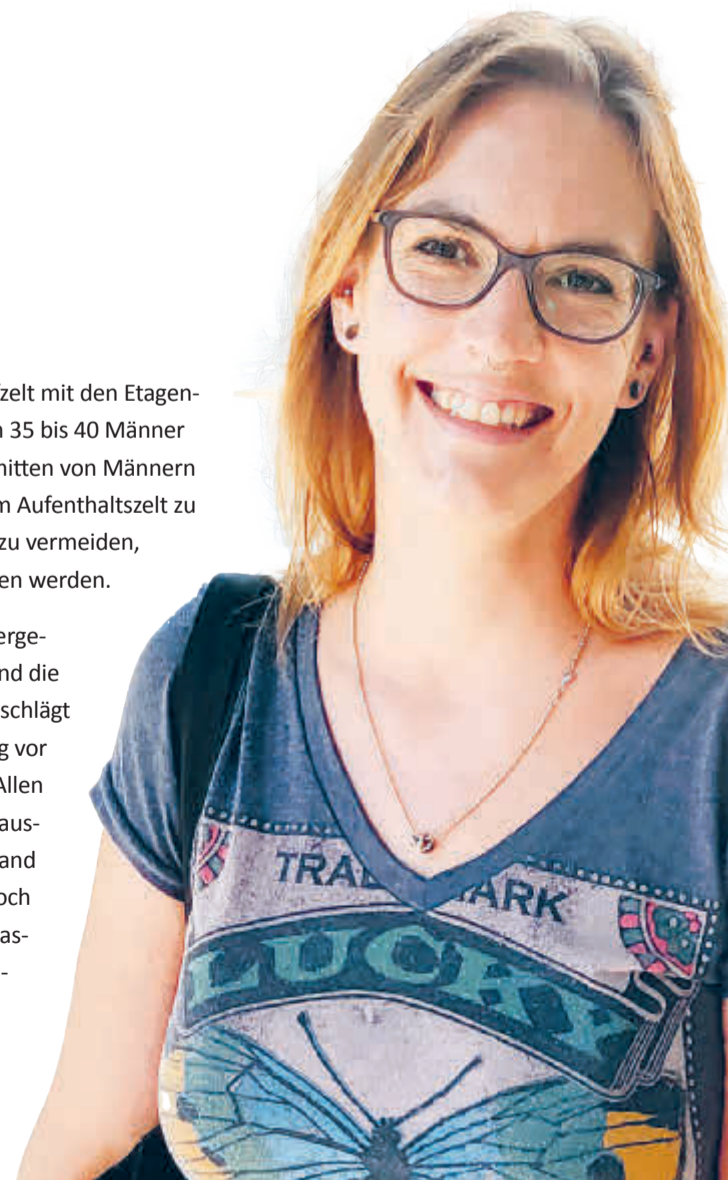 zelt mit den Etagen-
35 bis 40 Männer
mitten von Männern
m Aufenthaltszelt zu
zu vermeiden,
en werden.
erge-
nd die
schlägt
g vor
Allen
aus-
and
och
as-
-
TRADEMARK
LUCKY